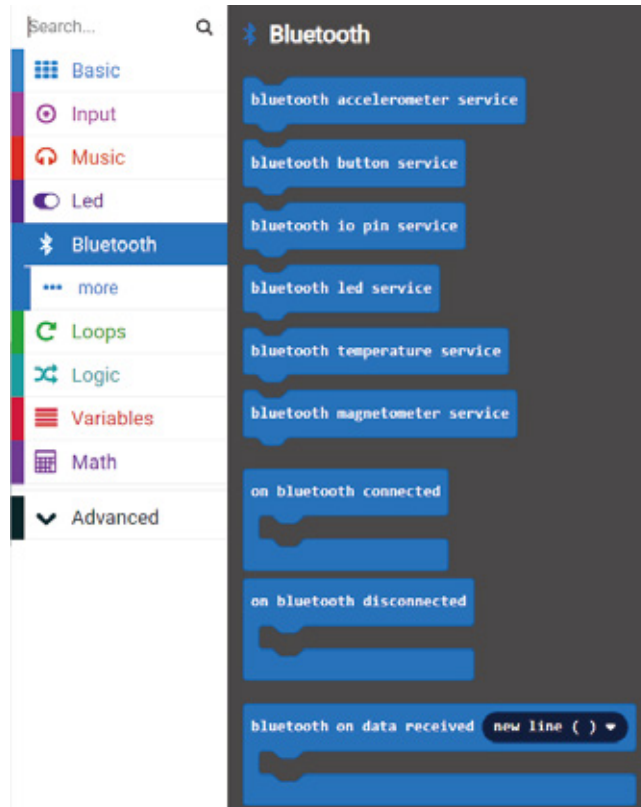 Search...
Basic
Input
Music
Led
Bluetooth
more
Loops
Logic
Variables
Math
Advanced
Bluetooth
bluetooth accelerometer service
bluetooth button service
bluetooth io pin service
bluetooth led service
bluetooth temperature service
bluetooth magnetometer service
on bluetooth connected
on bluetooth disconnected
bluetooth on data received new line ( )